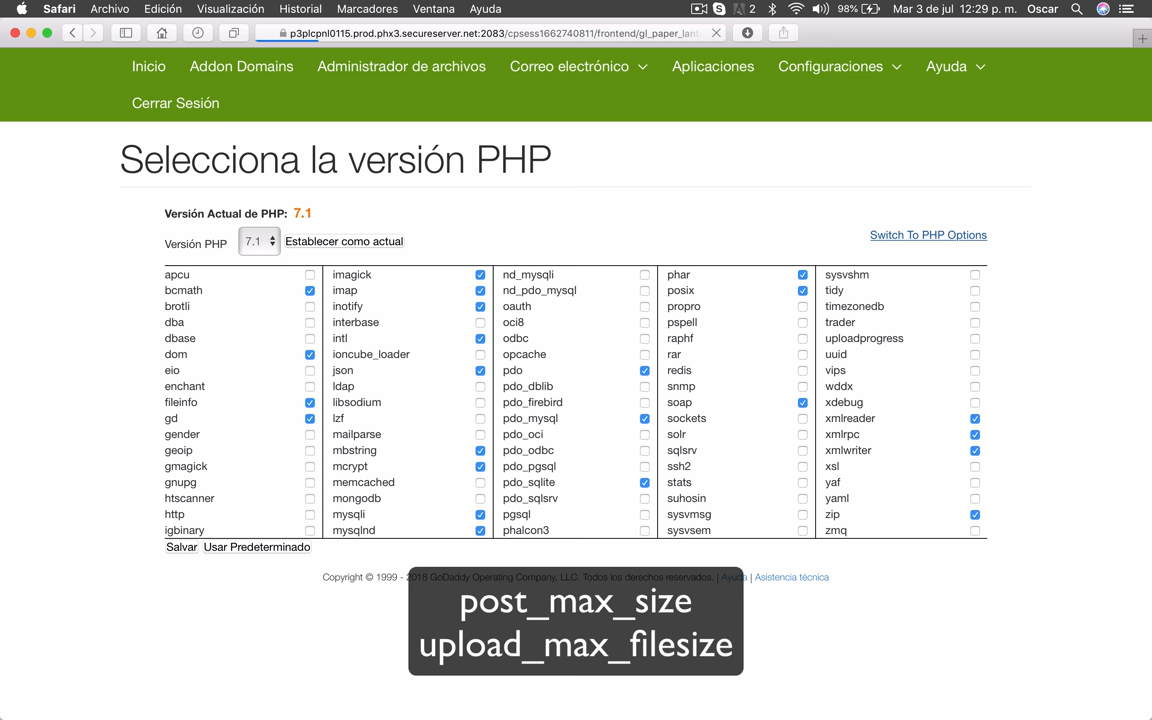 Safari Archivo Edición Visualización Historial Marcadores Ventana Ayuda 2 98% Mar 3 de jul 12:29 p. m. Oscar
p3plcpnl0115.prod.phx3.secureserver.net:2083/cpsess1662740811/frontend/gl_paper_lant
Inicio Addon Domains Administrador de archivos Correo electrónico Aplicaciones Configuraciones Ayuda
Cerrar Sesión
Selecciona la versión PHP
Versión Actual de PHP: 7.1
Versión PHP 7.1 Establecer como actual
Switch To PHP Options
apcu imagick nd_mysqli phar sysvshm
bcmath imap nd_pdo_mysql posix tidy
brotli inotify oauth propro timezonedb
dba interbase oci8 pspell trader
dbase intl odbc raphf uploadprogress
dom ioncube_loader opcache rar uuid
eio json pdo redis vips
enchant ldap pdo_dblib snmp wddx
fileinfo libsodium pdo_firebird soap xdebug
gd lzf pdo_mysql sockets xmlreader
gender mailparse pdo_oci solr xmlrpc
geoip mbstring pdo_odbc sqlsrv xmlwriter
gmagick mcrypt pdo_pgsql ssh2 xsl
gnupg memcached pdo_sqlite stats yaf
htscanner mongodb pdo_sqlsrv suhosin yaml
http mysqli pgsql sysvmsg zip
igbinary mysqlnd phalcon3 sysvsem zmq
Salvar Usar Predeterminado
Copyright © 1999 - 2018 GoDaddy Operating Company, LLC. Todos los derechos reservados. | Ayuda | Asistencia técnica
post_max_size
upload_max_filesize